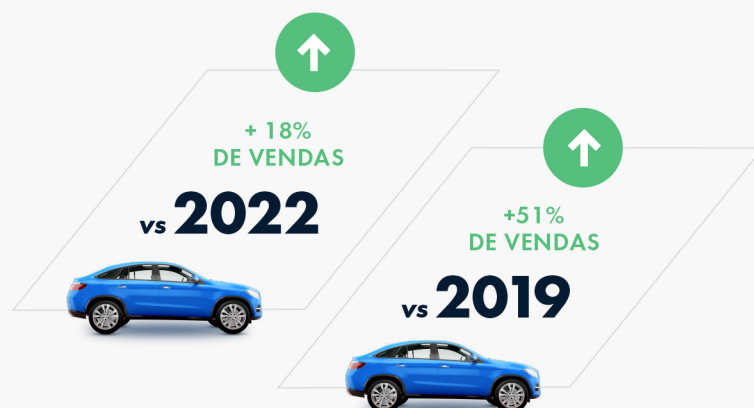 + 18%
DE VENDAS
vs 2022
+51%
DE VENDAS
vs 2019